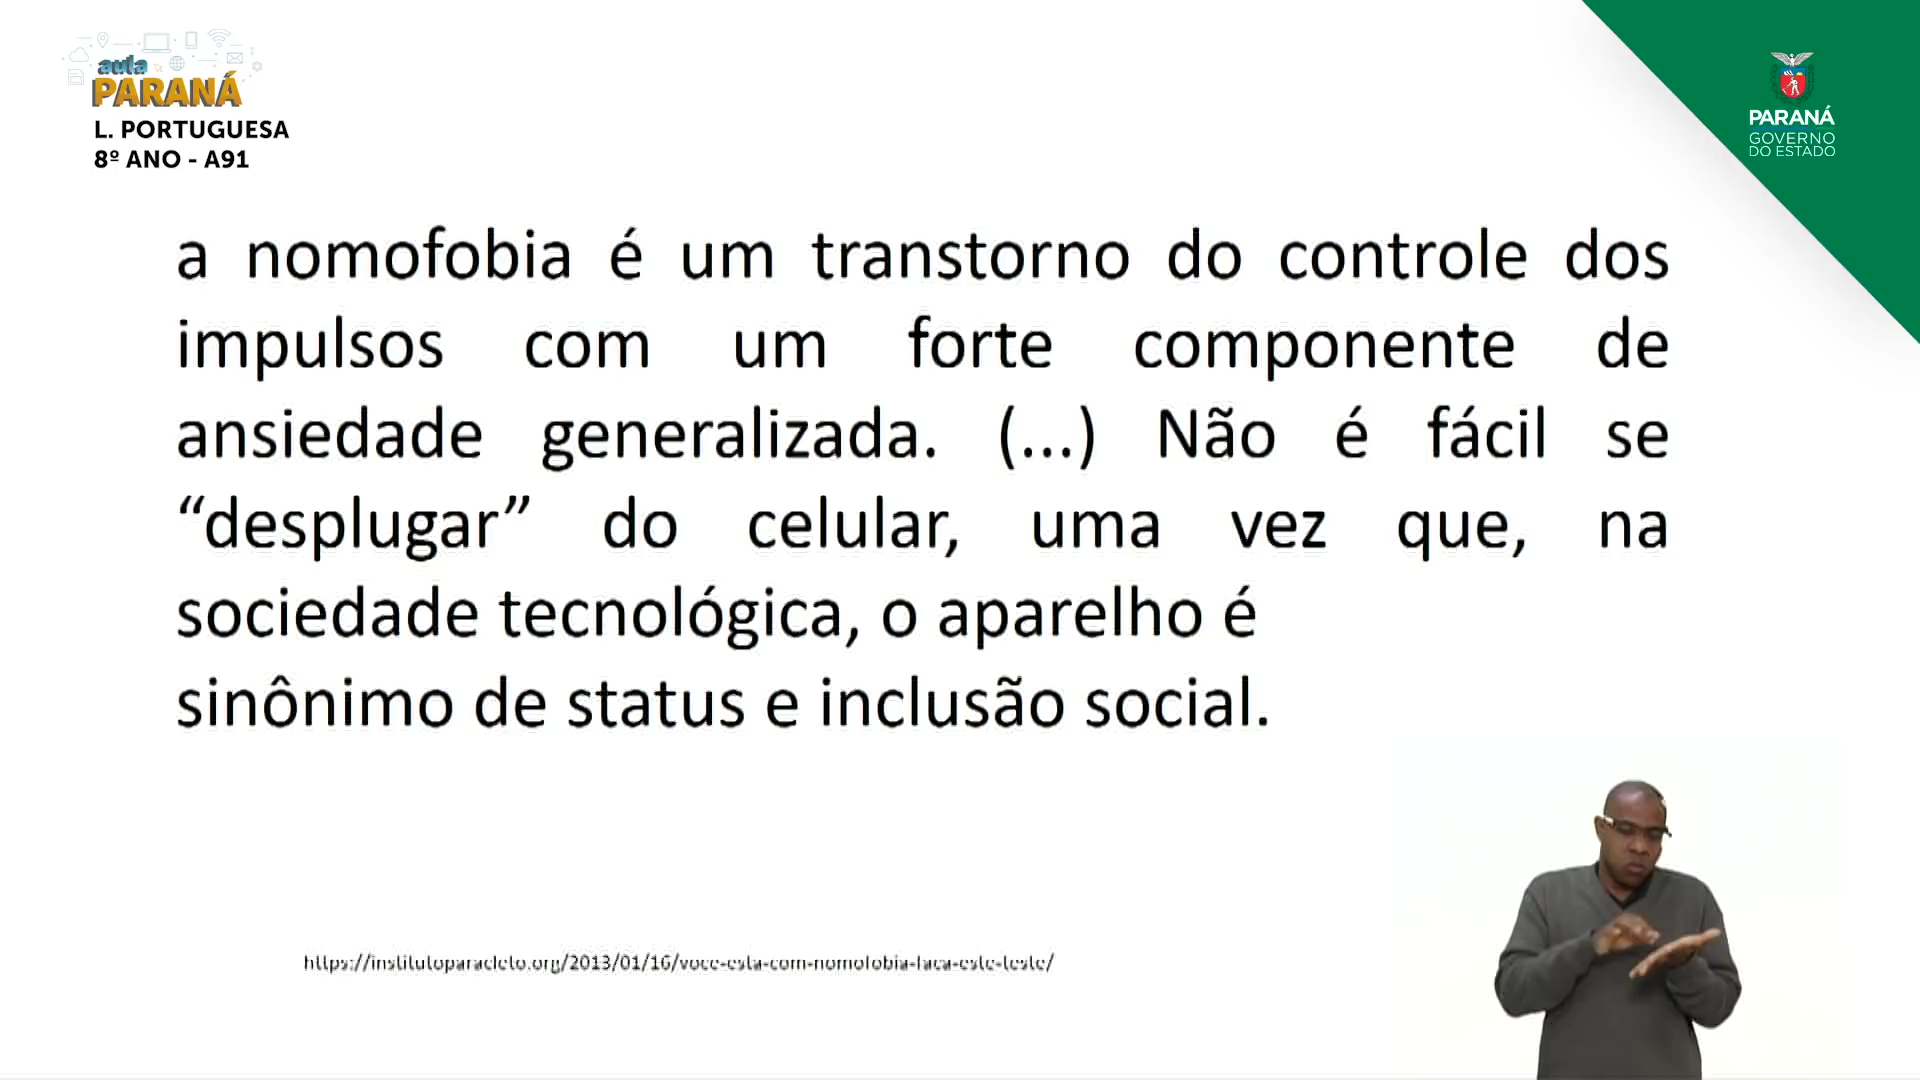 aula
PARANÁ
L. PORTUGUESA
8º ANO - A91
PARANÁ
GOVERNO
DO ESTADO
a nomofobia é um transtorno do controle dos
impulsos com um forte componente de
ansiedade generalizada. (...) Não é fácil se
“desplugar” do celular, uma vez que, na
sociedade tecnológica, o aparelho é
sinônimo de status e inclusão social.
https://institutoparacleto.org/2013/01/16/voce-esta-com-nomofobia-faca-este-teste/